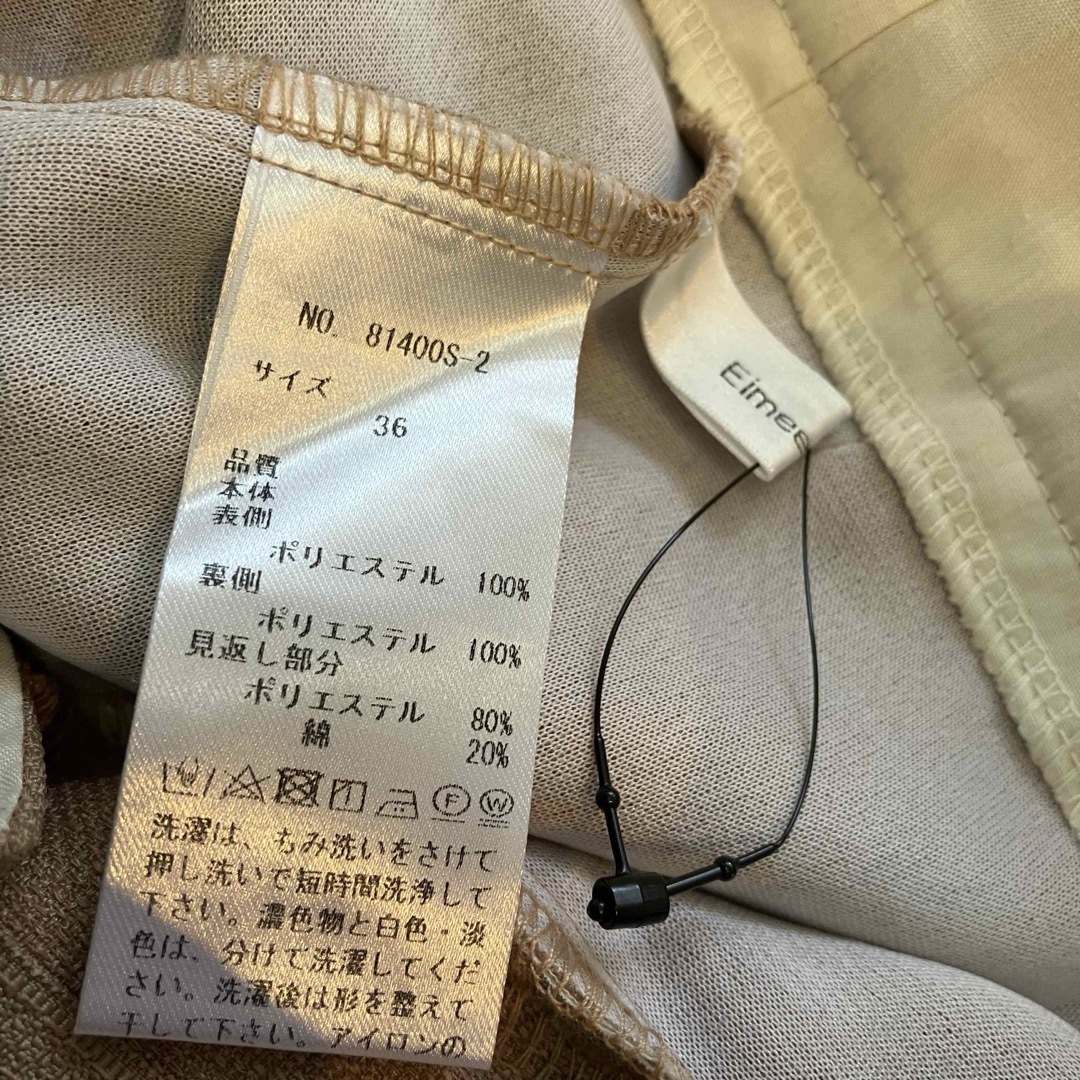 NO. 81400S-2
サイズ
36
品質
本体
表側
ポリエステル 100%
裏側
ポリエステル 100%
見返し部分
ポリエステル 80%
綿 20%
F W
洗濯は、もみ洗いをさけて
押し洗いで短時間洗浄して
下さい。濃色物と白色・淡
色は、分けて洗濯してくだ
さい。洗濯後は形を整えて
干して下さい。アイロンの
Eimee